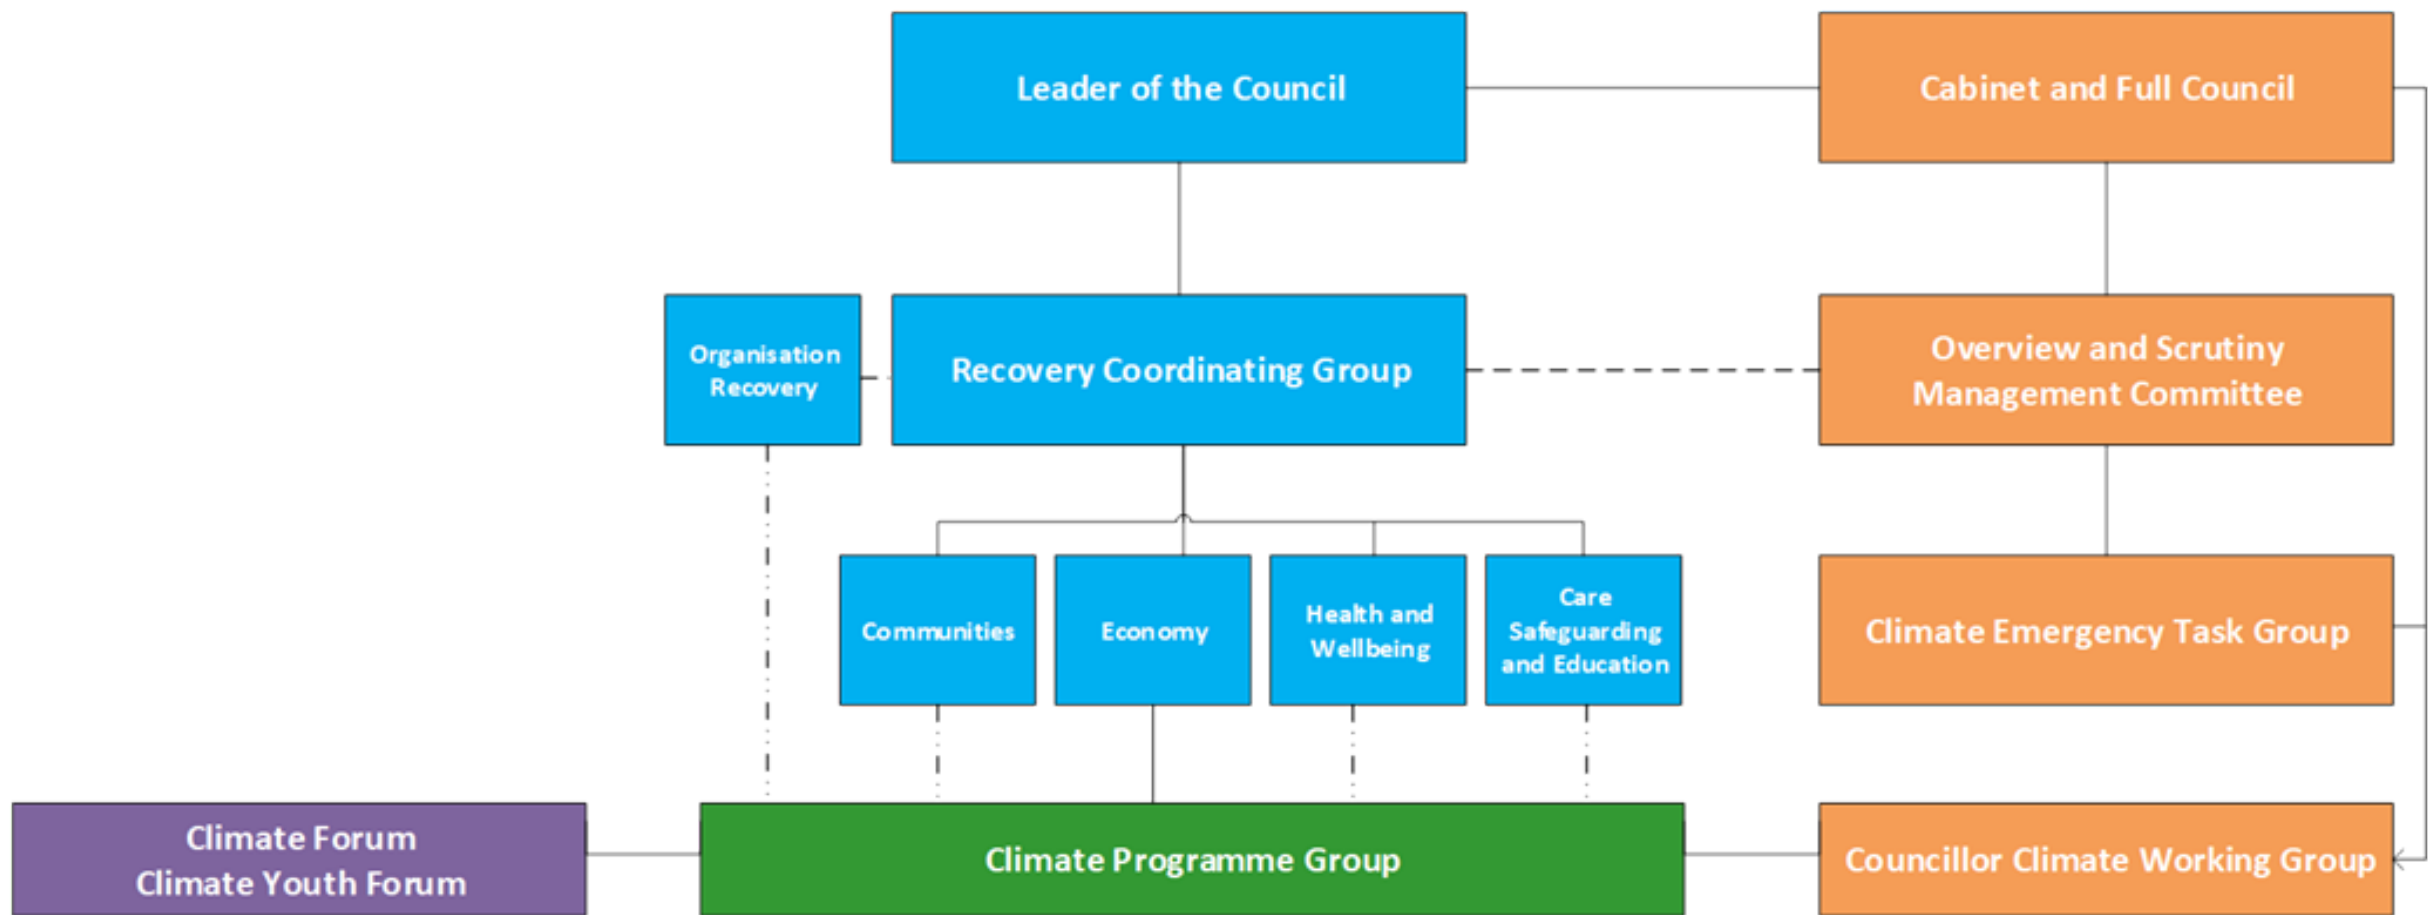 Leader of the Council
Cabinet and Full Council
Organisation
Recovery
Recovery Coordinating Group
Overview and Scrutiny
Management Committee
Communities
Economy
Health and
Wellbeing
Care
Safeguarding
and Education
Climate Emergency Task Group
Climate Forum
Climate Youth Forum
Climate Programme Group
Councillor Climate Working Group